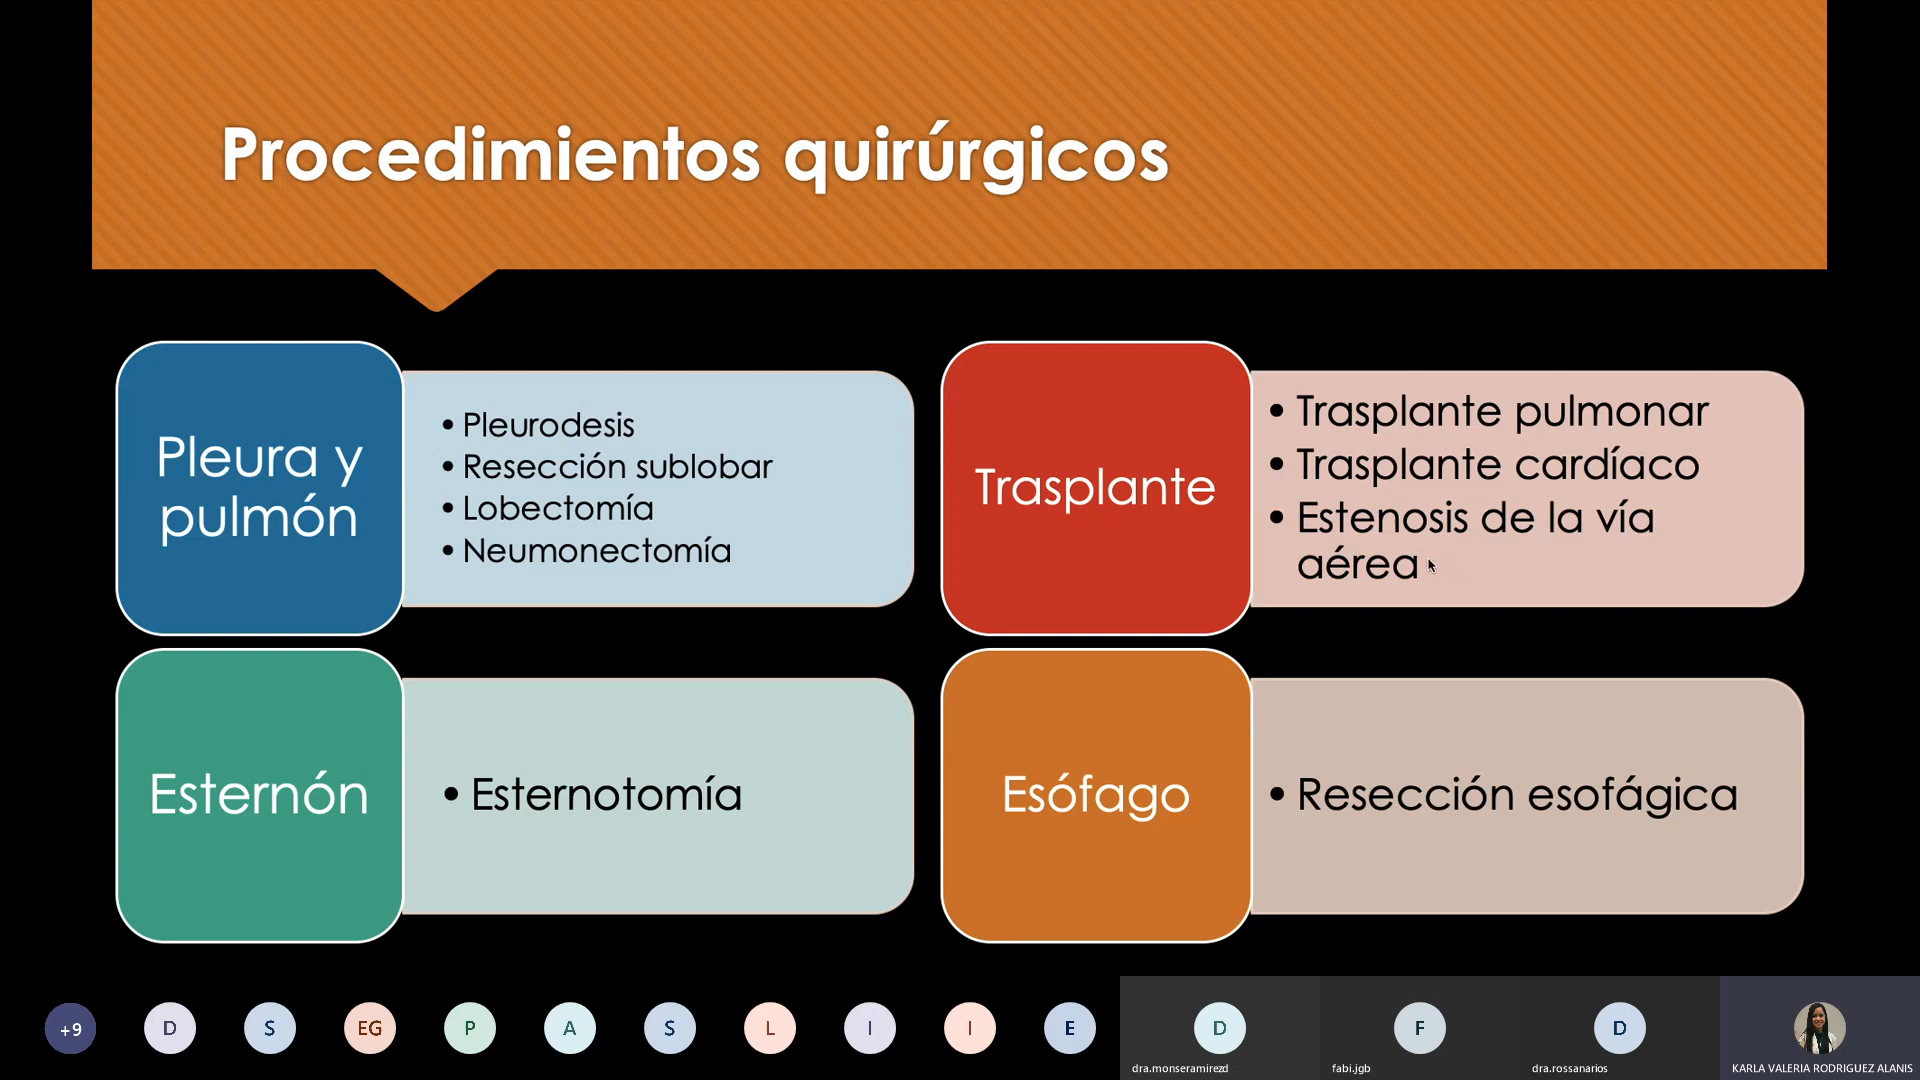 Procedimientos quirúrgicos
Pleura y
pulmón
• Pleurodesis
• Resección sublobar
• Lobectomía
• Neumonectomía
Trasplante
• Trasplante pulmonar
• Trasplante cardíaco
• Estenosis de la vía
aérea
Esternón
• Esternotomía
Esófago
• Resección esofágica
+9
D
S
EG
P
A
S
L
I
I
E
D
F
D
dra.monseramirezd
fabi.jgb
dra.rossanarios
KARLA VALERIA RODRIGUEZ ALANIS